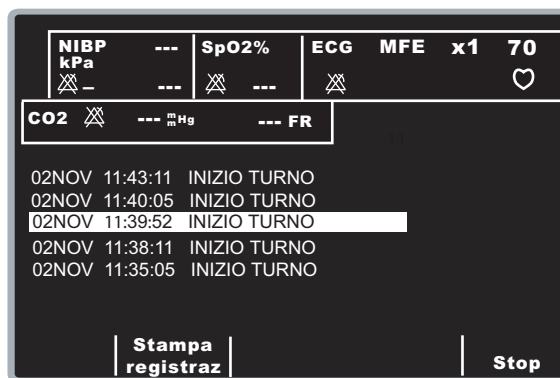 NIBP --- SpO2% ECG MFE x1 70
kPa
– --- ---
CO2 --- mmHg --- FR
11
02NOV 11:43:11 INIZIO TURNO
02NOV 11:40:05 INIZIO TURNO
02NOV 11:39:52 INIZIO TURNO
02NOV 11:38:11 INIZIO TURNO
02NOV 11:35:05 INIZIO TURNO
Stampa
registraz Stop